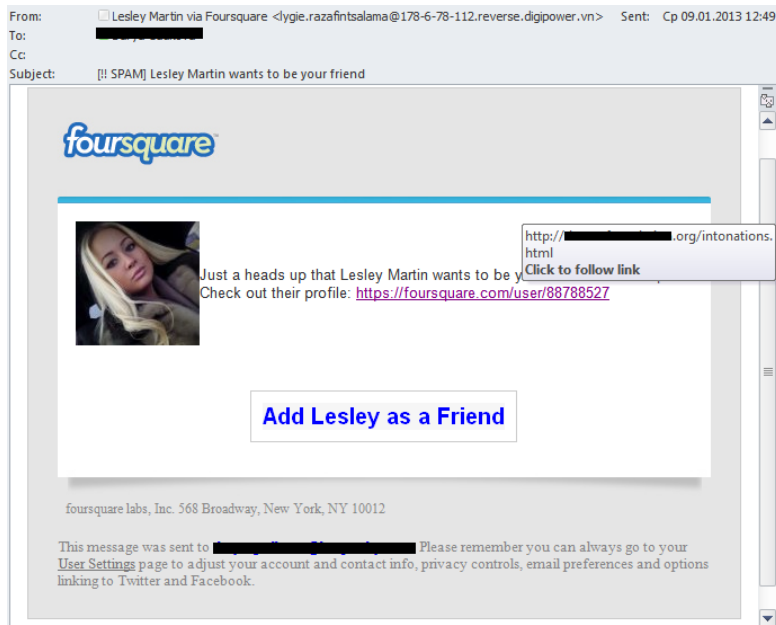 From: Lesley Martin via Foursquare <lygie.razafintsalama@178-6-78-112.reverse.digipower.vn> Sent: Ср 09.01.2013 12:49
To:
Cc:
Subject: [!! SPAM] Lesley Martin wants to be your friend
foursquare
http:// .org/intonations.
html
Click to follow link
Just a heads up that Lesley Martin wants to be y
Check out their profile: https://foursquare.com/user/88788527
Add Lesley as a Friend
foursquare labs, Inc. 568 Broadway, New York, NY 10012
This message was sent to Please remember you can always go to your
User Settings page to adjust your account and contact info, privacy controls, email preferences and options
linking to Twitter and Facebook.